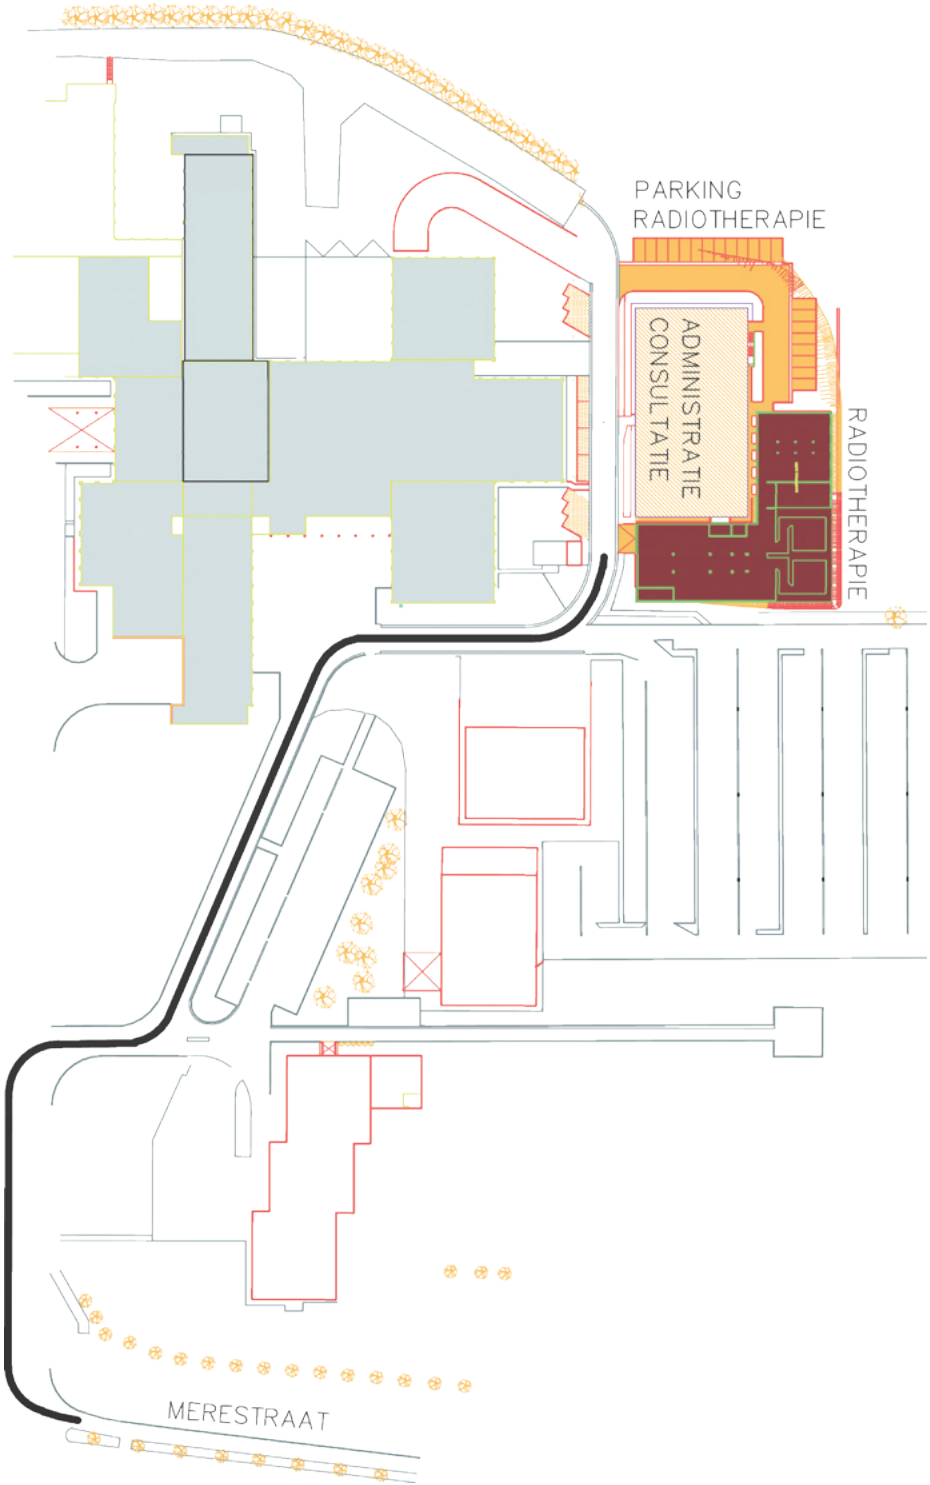 PARKING
RADIOTHERAPIE
ADMINISTRATIE
CONSULTATIE
RADIOTHERAPIE
MERESTRAAT